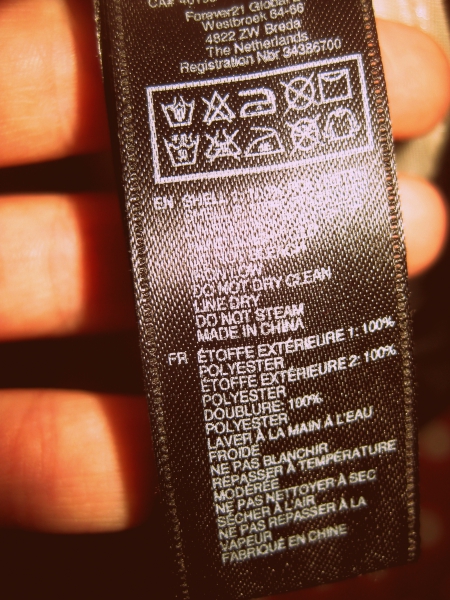 Forever21 Global
Westbroek 64-66
4822 ZW Breda
The Netherlands
Registration Nbr 34386700
EN SHELL
IRON LOW
DO NOT DRY CLEAN
LINE DRY
DO NOT STEAM
MADE IN CHINA
FR ÉTOFFE EXTÉRIEURE 1: 100%
POLYESTER
ÉTOFFE EXTÉRIEURE 2: 100%
POLYESTER
DOUBLURE: 100%
POLYESTER
LAVER À LA MAIN À L'EAU
FROIDE
NE PAS BLANCHIR
REPASSER À TEMPÉRATURE
MODÉRÉE
NE PAS NETTOYER À SEC
SÉCHER À L'AIR
NE PAS REPASSER À LA
VAPEUR
FABRIQUÉ EN CHINE